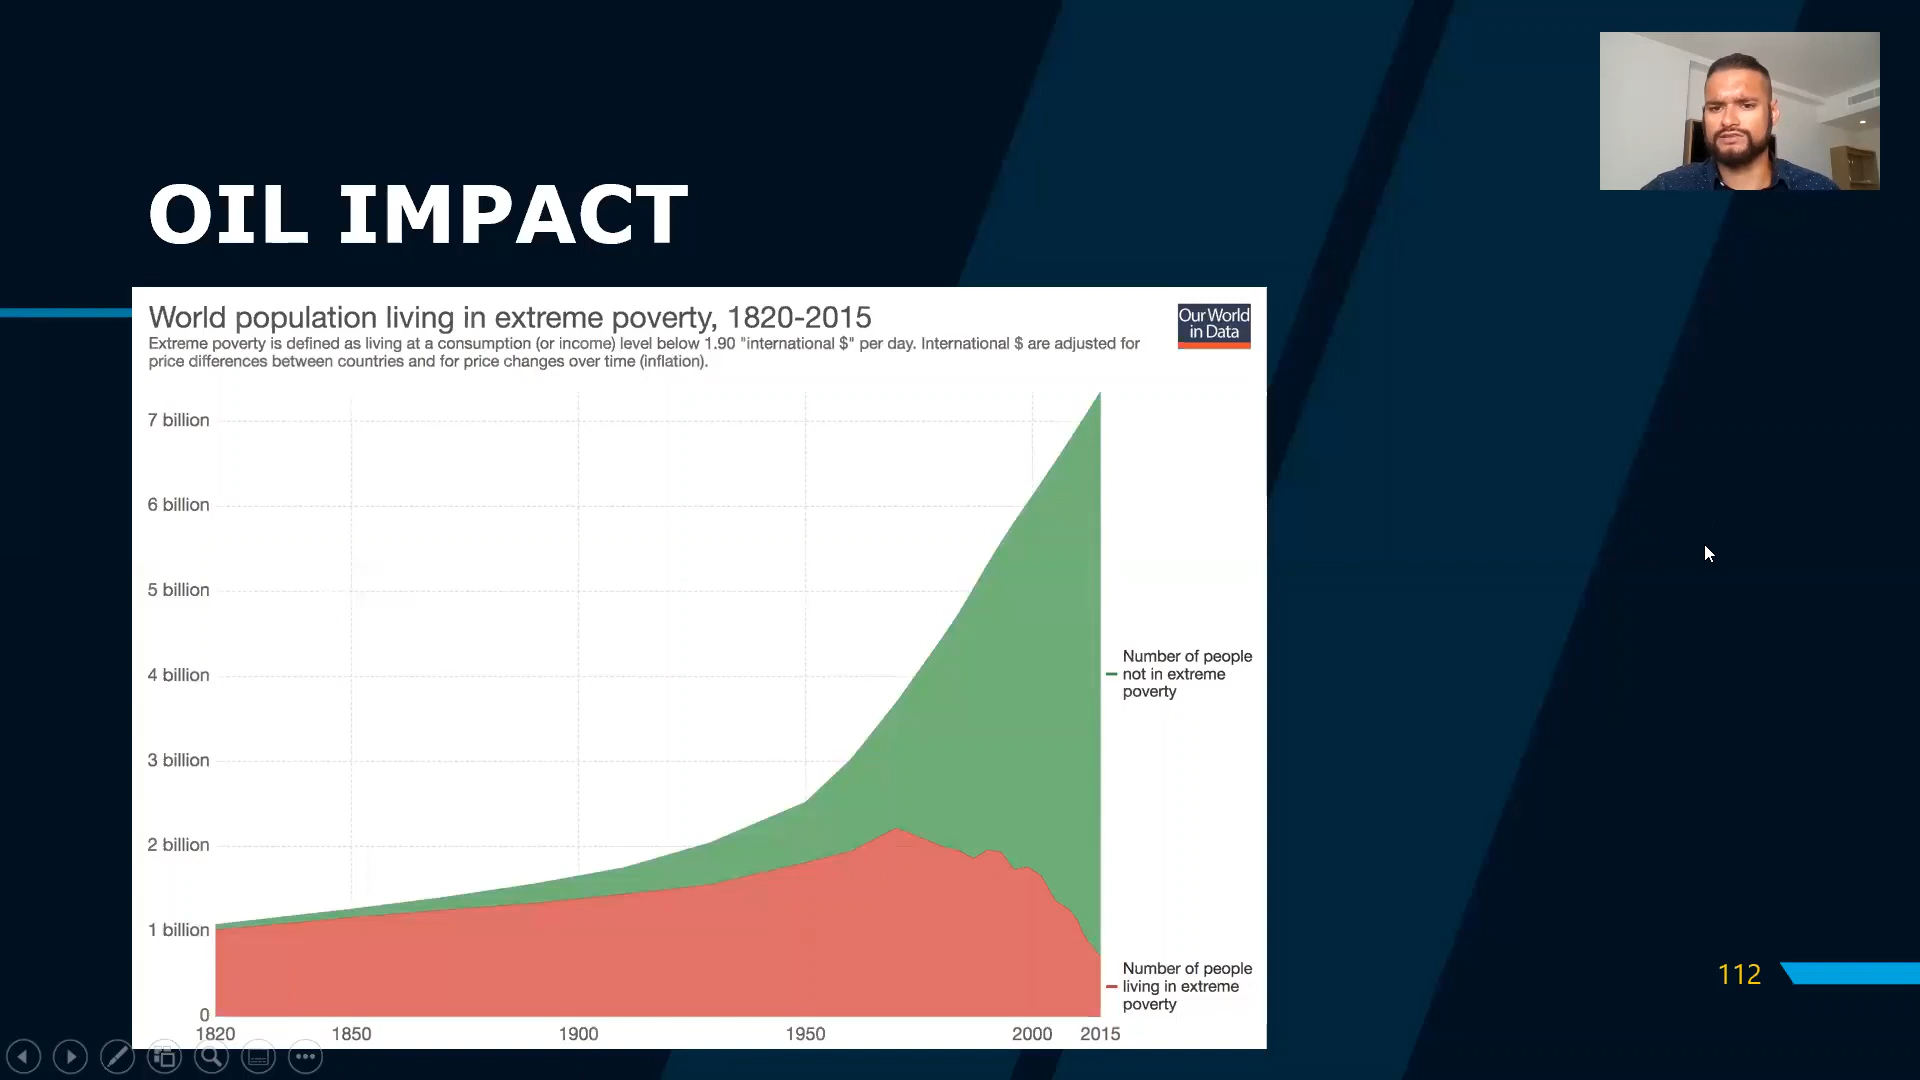 OIL IMPACT
World population living in extreme poverty, 1820-2015
Extreme poverty is defined as living at a consumption (or income) level below 1.90 "international $" per day. International $ are adjusted for
price differences between countries and for price changes over time (inflation).
Our World
in Data
7 billion
6 billion
5 billion
4 billion
3 billion
2 billion
1 billion
0
1820
1850
1900
1950
2000
2015
Number of people
not in extreme
poverty
Number of people
living in extreme
poverty
112